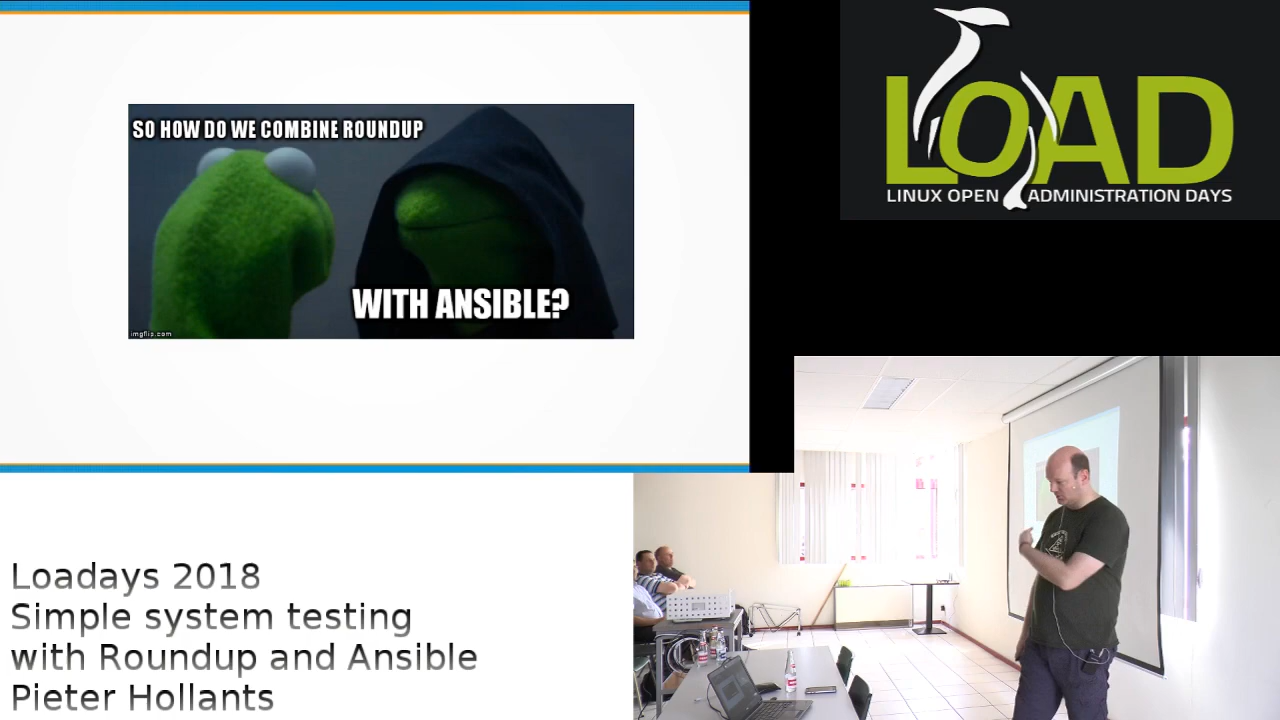 SO HOW DO WE COMBINE ROUNDUP
WITH ANSIBLE?
imgflip.com
LOAD
LINUX OPEN ADMINISTRATION DAYS
Loadays 2018
Simple system testing
with Roundup and Ansible
Pieter Hollants